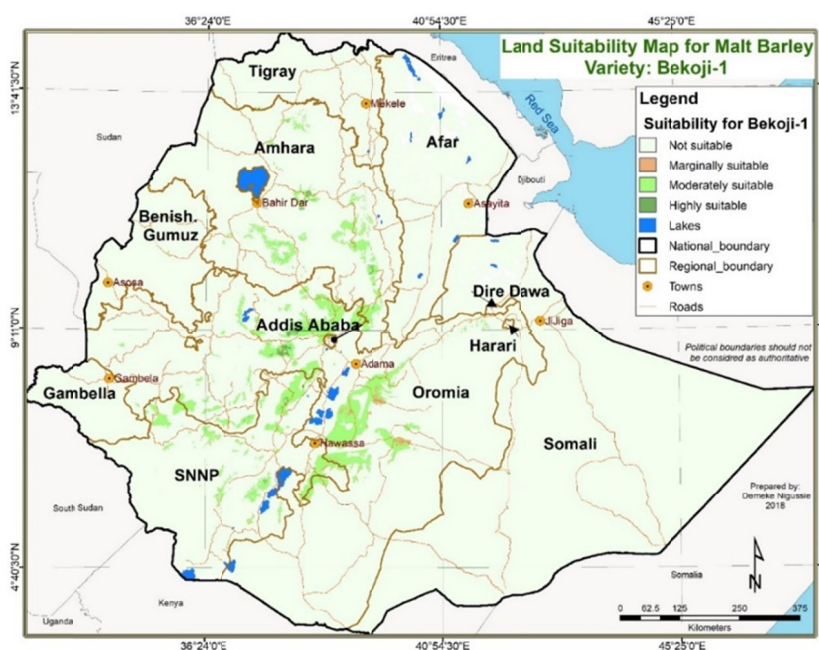 36°24'0"E 40°54'30"E 45°25'0"E
Land Suitability Map for Malt Barley
Variety: Bekoji-1
Legend
Suitability for Bekoji-1
Not suitable
Marginally suitable
Moderately suitable
Highly suitable
Lakes
National_boundary
Regional_boundary
Towns
Roads
Political boundaries should not
be considred as authoritative
Prepared by:
Demeke Nigussie
2018
N
0 62.5 125 250 375
Kilometers
13°41'30"N
9°11'0"N
4°40'30"N
Eritrea
Red Sea
Tigray
Mekele
Sudan
Amhara
Afar
Djibouti
Bahir Dar
Asayita
Benish.
Gumuz
Asosa
Dire Dawa
Addis Ababa
JiJiga
Harari
Adama
Gambela
Gambella
Oromia
Hawassa
Somali
SNNP
South Sudan
Somalia
Kenya
Uganda
36°24'0"E 40°54'30"E 45°25'0"E